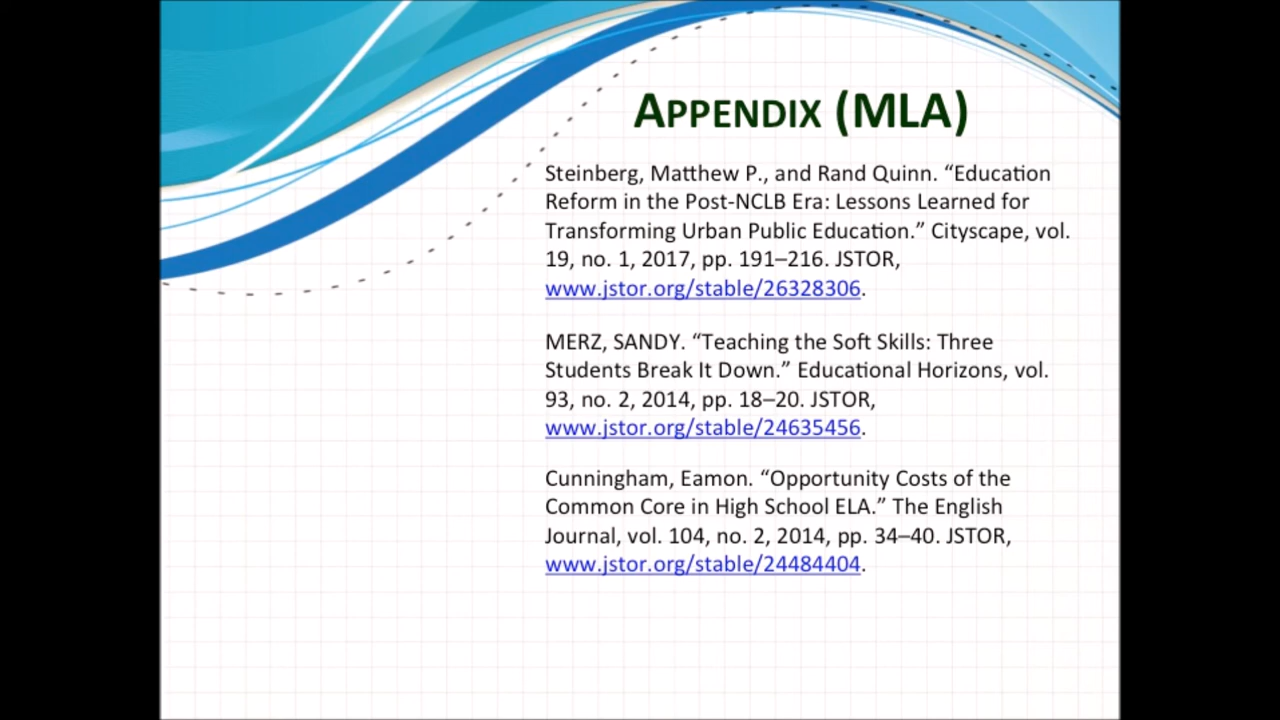 APPENDIX (MLA)
Steinberg, Matthew P., and Rand Quinn. “Education
Reform in the Post-NCLB Era: Lessons Learned for
Transforming Urban Public Education.” Cityscape, vol.
19, no. 1, 2017, pp. 191–216. JSTOR,
www.jstor.org/stable/26328306.
MERZ, SANDY. “Teaching the Soft Skills: Three
Students Break It Down.” Educational Horizons, vol.
93, no. 2, 2014, pp. 18–20. JSTOR,
www.jstor.org/stable/24635456.
Cunningham, Eamon. “Opportunity Costs of the
Common Core in High School ELA.” The English
Journal, vol. 104, no. 2, 2014, pp. 34–40. JSTOR,
www.jstor.org/stable/24484404.